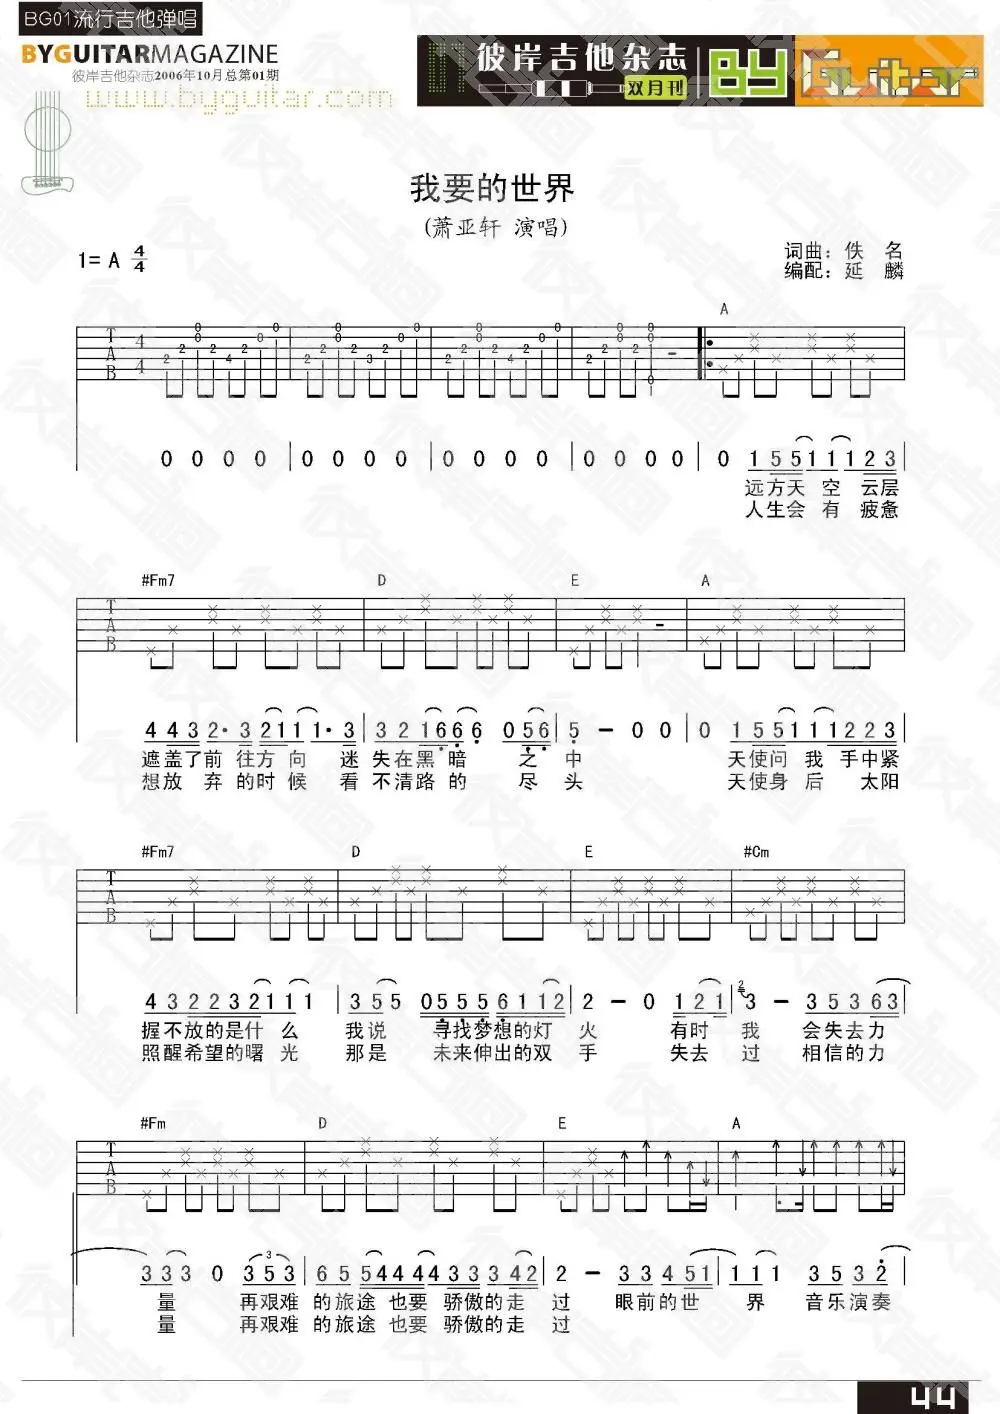 BG01流行吉他弹唱
BYGUITARMAGAZINE
彼岸吉他杂志2006年10月总第01期
www.byguitar.com
彼岸吉他杂志 双月刊 BY Guitar
我要的世界
(萧亚轩 演唱)
1= A 4/4
词曲：佚 名
编配：延 麟
A
T A B 4 4
0 0 0 0 | 0 0 0 0 | 0 0 0 0 | 0 0 0 0 | 0 1 5 5 1 1 1 1 2 3 |
远方天 空 云层
人生会 有 疲惫
#Fm7 D E A
T A B
4 4 3 2· 3 2 1 1 1· 3 | 3 2 1 6 6 6 0 5 6 | 5 — 0 0 | 0 1 5 5 1 1 1 2 2 3 |
遮盖了前 往方 向 迷 失在黑 暗 之 中 天使问 我 手中紧
想放 弃的时 候 看 不清路 的 尽 头 天使身 后 太阳
#Fm7 D E #Cm
T A B
4 3 2 2 3 2 1 1 1 | 3 5 5 0 5 5 5 6 1 1 2 | 2 — 0 1 2 1 | 3 — 3 5 3 6 3 |
握不放的是什 么 我说 寻找梦想的灯 火 有时 我 会失去力
照醒希望的曙 光 那是 未来伸出的双 手 失去 过 相信的力
#Fm D E A
T A B
3 3 3 0 3 5 3 | 6 5 5 4 4 4 4 3 3 3 4 2 | 2 — 3 3 4 5 1 | 1 1 1 3 5 3 2 |
量 再艰难 的旅途 也要 骄傲的走 过 眼前的世 界 音乐演奏
量 再艰难 的旅途 也要 骄傲的走 过
44